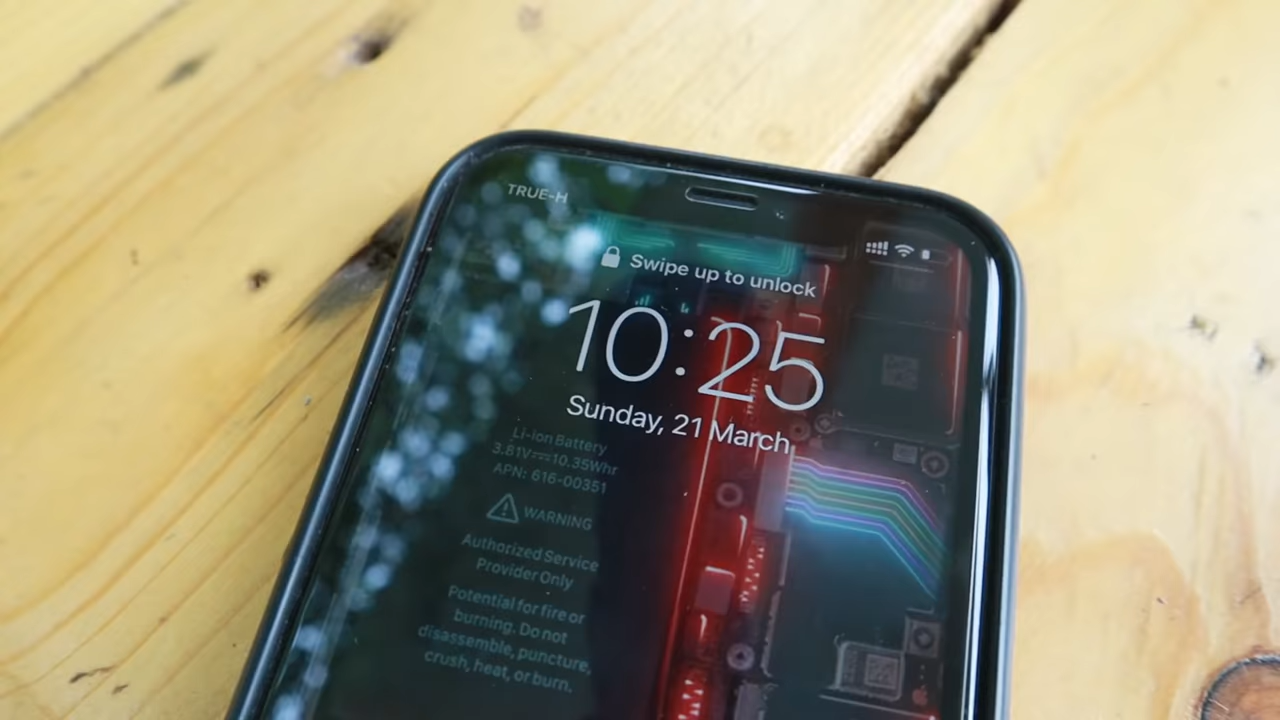 TRUE-H
Swipe up to unlock
10:25
Sunday, 21 March
Li-ion Battery
3.81V⎓10.35Whr
APN: 616-00351
WARNING
Authorized Service
Provider Only
Potential for fire or
burning. Do not
disassemble, puncture,
crush, heat, or burn.